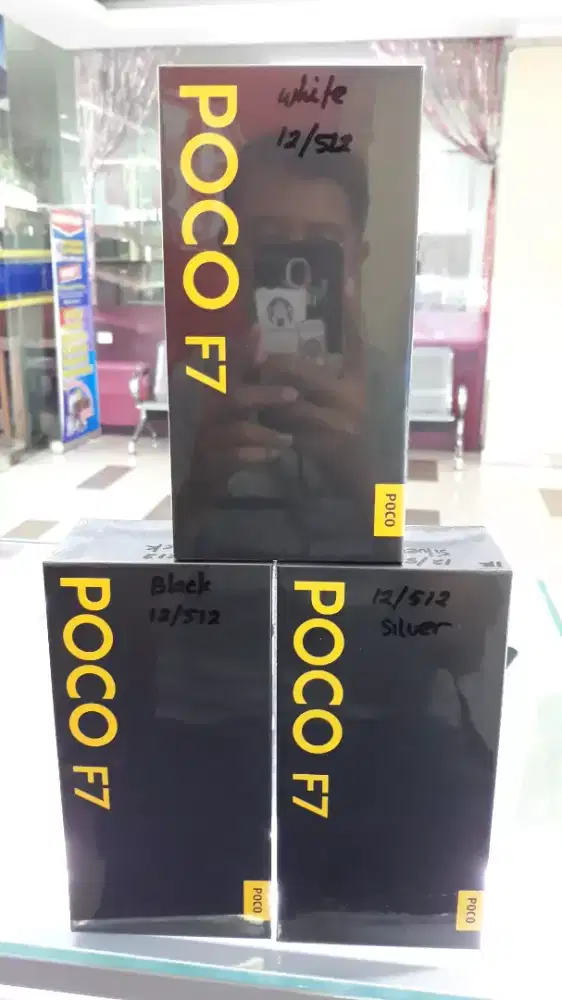 White
12/512
POCO F7
POCO
Black
12/512
POCO F7
POCO
12/512
Silver
POCO F7
POCO